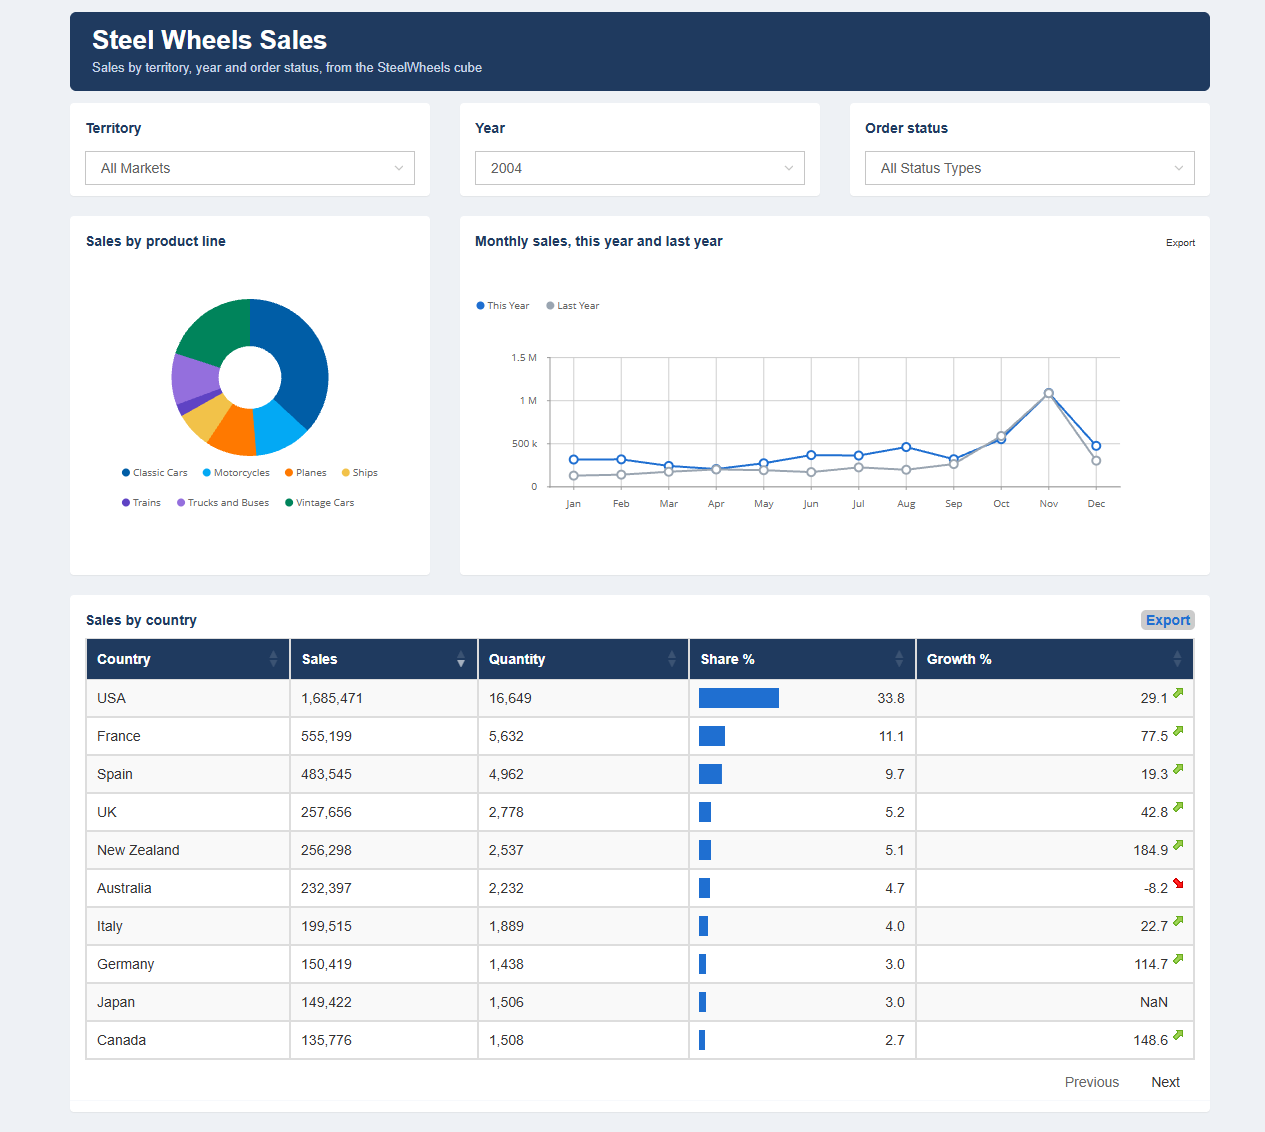 Steel Wheels Sales
Sales by territory, year and order status, from the SteelWheels cube
Territory
All Markets
Year
2004
Order status
All Status Types
Sales by product line
Classic Cars Motorcycles Planes Ships
Trains Trucks and Buses Vintage Cars
Monthly sales, this year and last year
Export
This Year Last Year
1.5 M
1 M
500 k
0
Jan Feb Mar Apr May Jun Jul Aug Sep Oct Nov Dec
Sales by country
Export
Country Sales Quantity Share % Growth %
USA 1,685,471 16,649 33.8 29.1
France 555,199 5,632 11.1 77.5
Spain 483,545 4,962 9.7 19.3
UK 257,656 2,778 5.2 42.8
New Zealand 256,298 2,537 5.1 184.9
Australia 232,397 2,232 4.7 -8.2
Italy 199,515 1,889 4.0 22.7
Germany 150,419 1,438 3.0 114.7
Japan 149,422 1,506 3.0 NaN
Canada 135,776 1,508 2.7 148.6
Previous Next